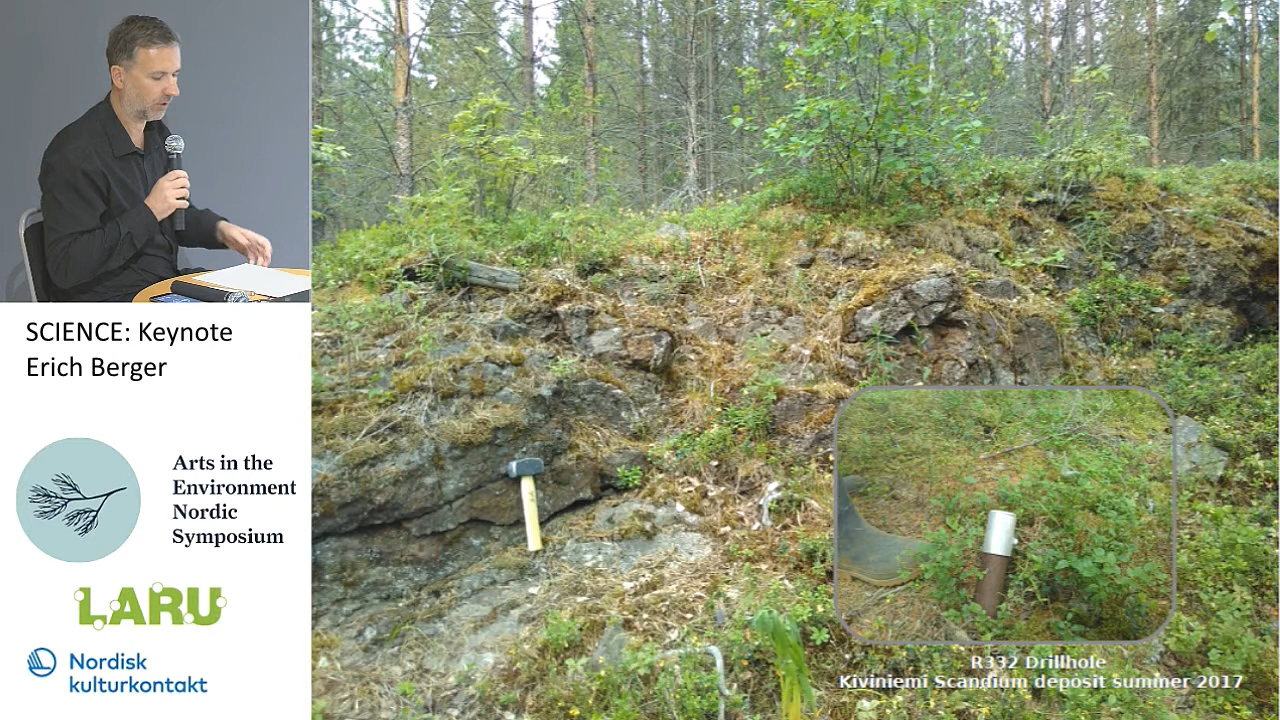 SCIENCE: Keynote
Erich Berger
Arts in the
Environment
Nordic
Symposium
LARU
Nordisk
kulturkontakt
R332 Drillhole
Kiviniemi Scandium deposit summer 2017